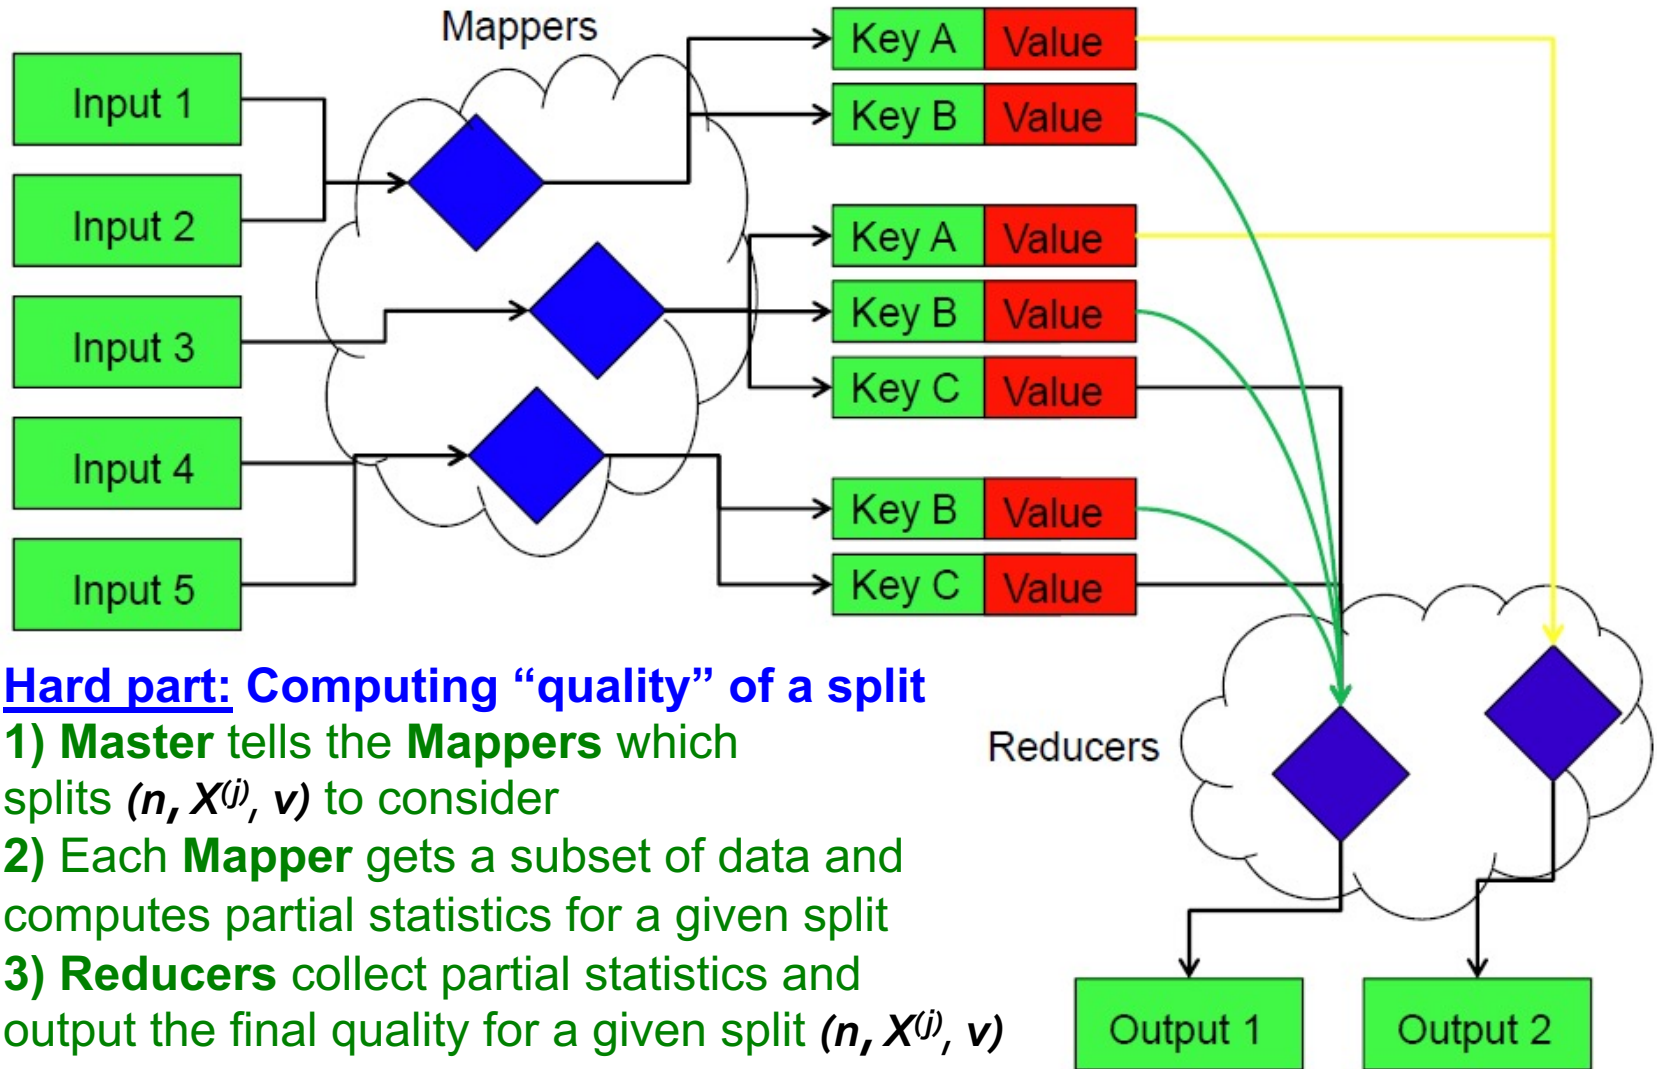 Mappers
Input 1
Input 2
Input 3
Input 4
Input 5
Key A Value
Key B Value
Key A Value
Key B Value
Key C Value
Key B Value
Key C Value
Reducers
Output 1
Output 2
Hard part: Computing “quality” of a split
1) Master tells the Mappers which
splits (n, X(j), v) to consider
2) Each Mapper gets a subset of data and
computes partial statistics for a given split
3) Reducers collect partial statistics and
output the final quality for a given split (n, X(j), v)